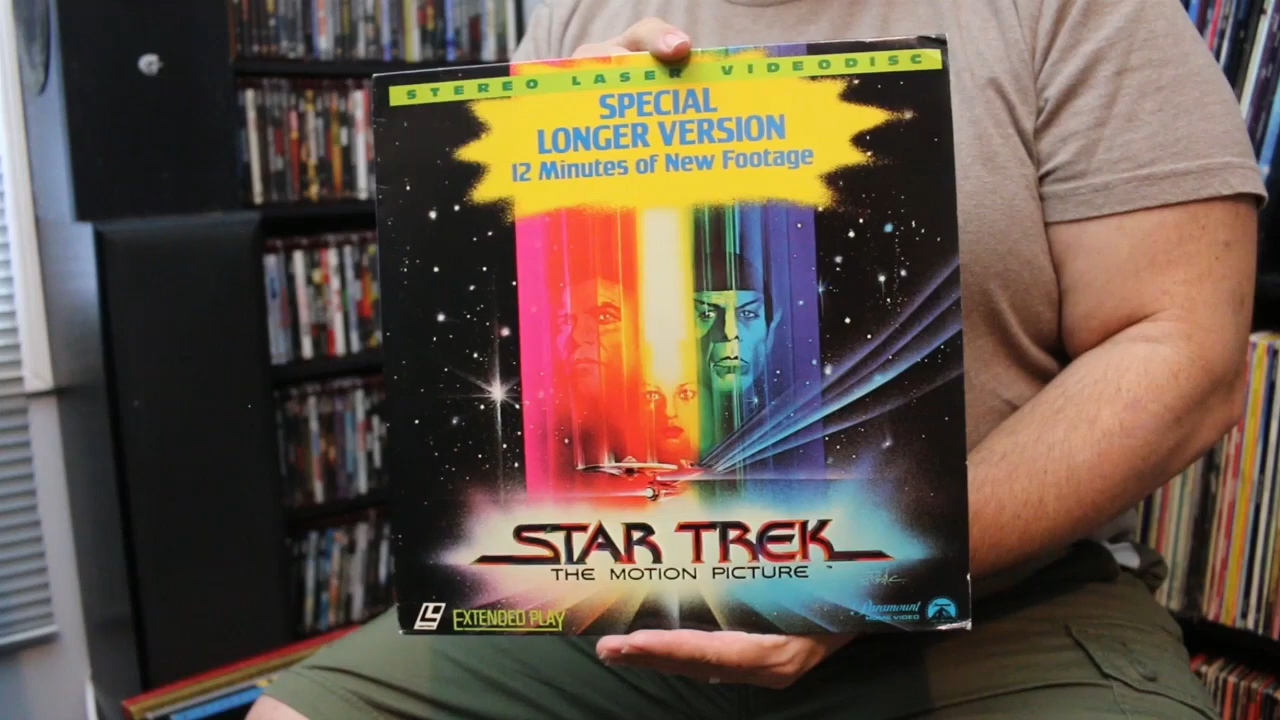 STEREO LASER VIDEODISC
SPECIAL
LONGER VERSION
12 Minutes of New Footage
STAR TREK
THE MOTION PICTURE ™
EXTENDED PLAY
Paramount
HOME VIDEO